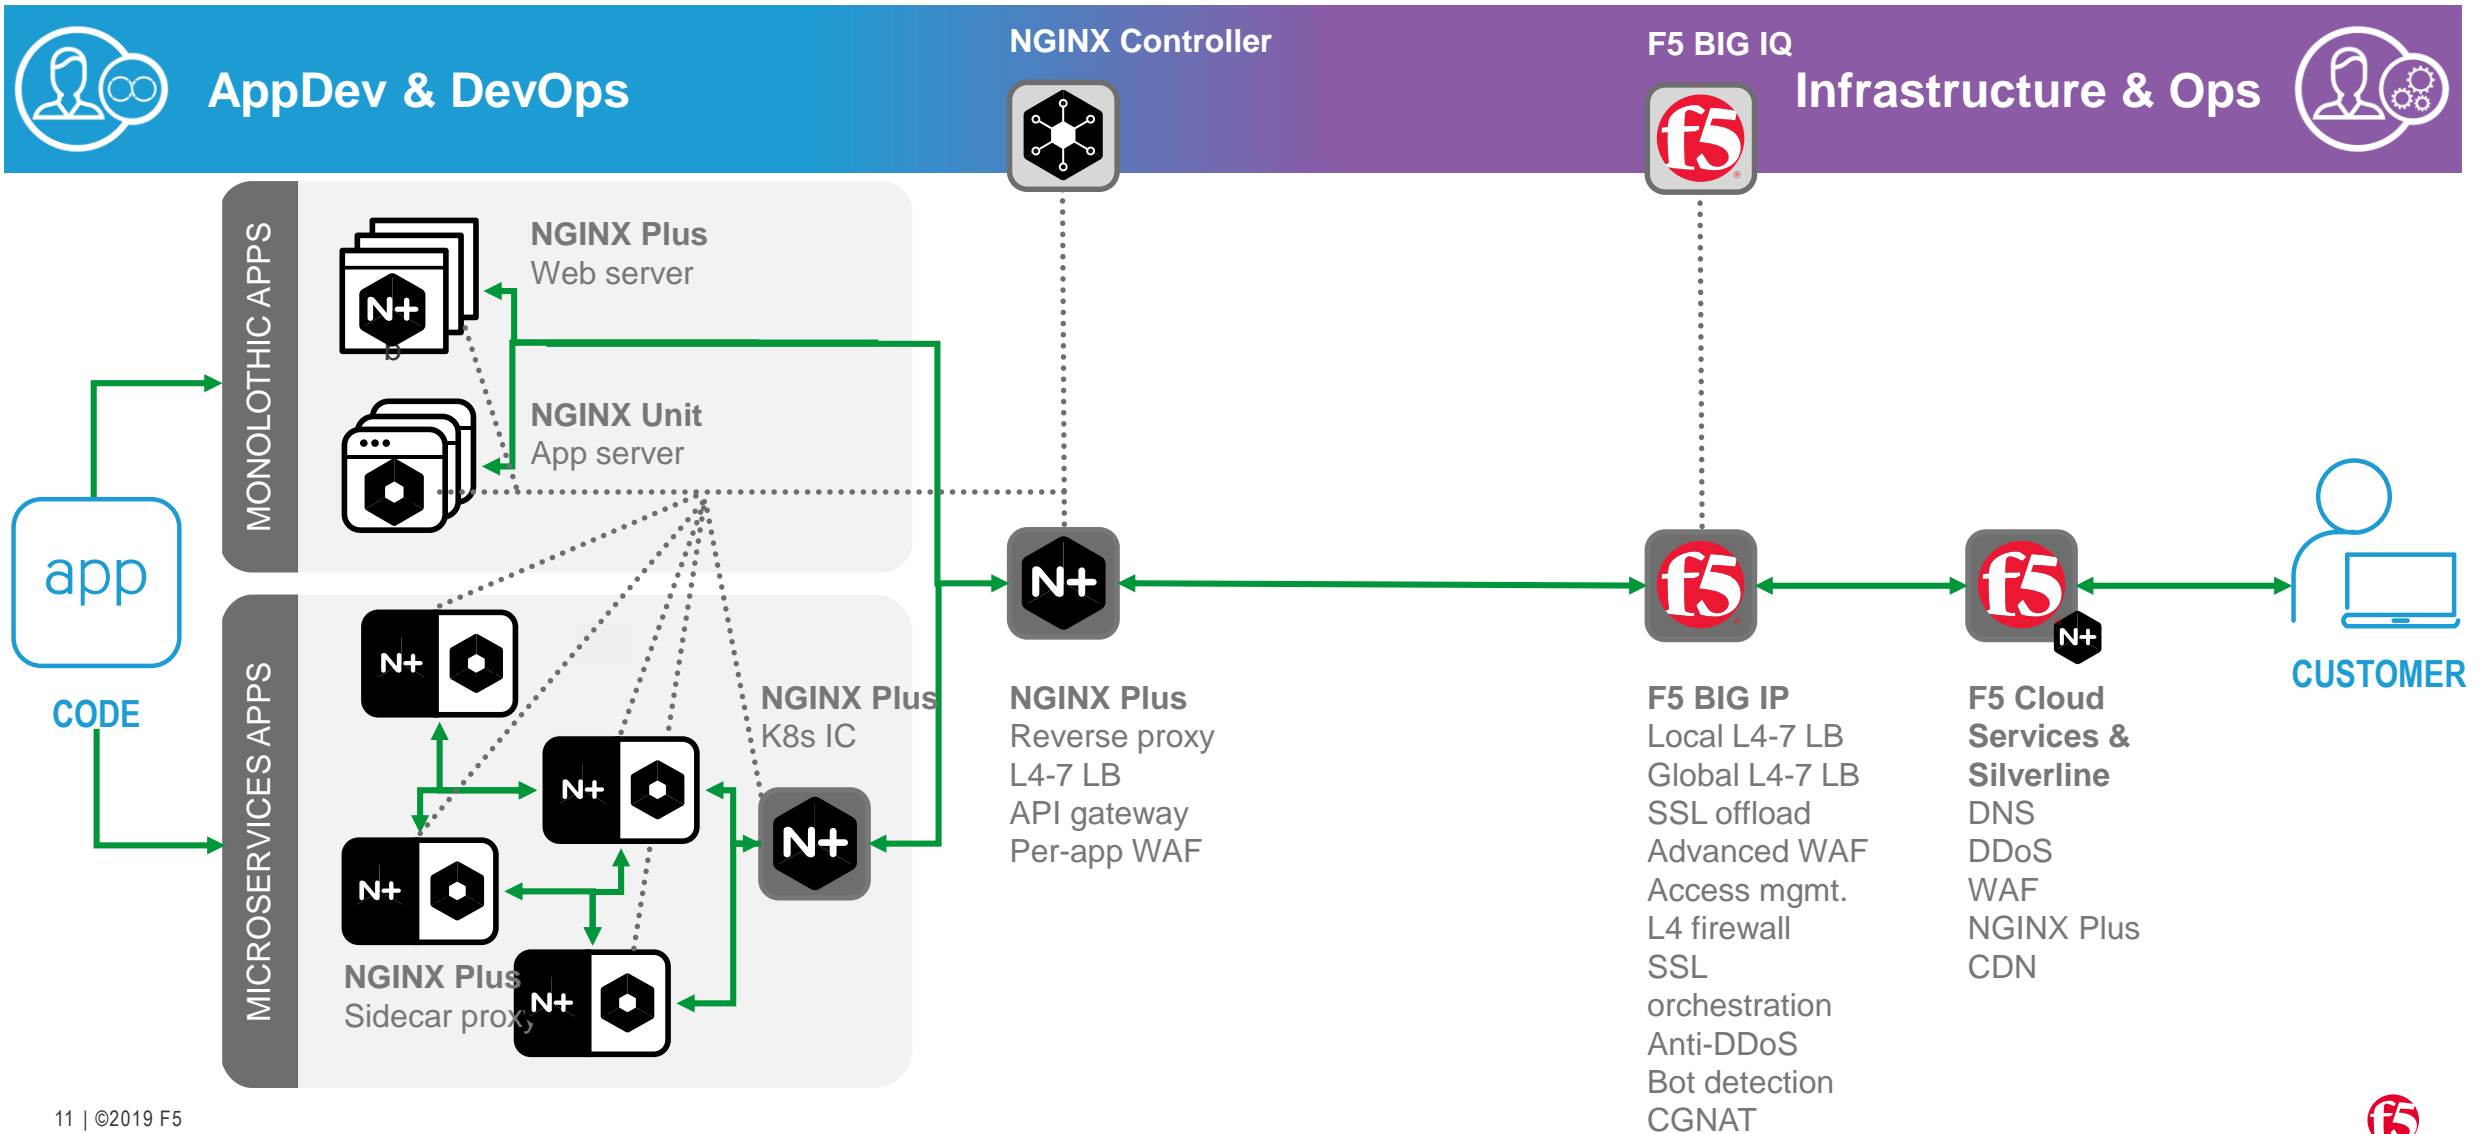 AppDev & DevOps
NGINX Controller
F5 BIG IQ
Infrastructure & Ops
f5
MONOLOTHIC APPS
NGINX Plus
Web server
N+
p
NGINX Unit
App server
app
CODE
MICROSERVICES APPS
N+
N+
N+
N+
NGINX Plus
Sidecar proxy
NGINX Plus
K8s IC
N+
N+
NGINX Plus
Reverse proxy
L4-7 LB
API gateway
Per-app WAF
f5
F5 BIG IP
Local L4-7 LB
Global L4-7 LB
SSL offload
Advanced WAF
Access mgmt.
L4 firewall
SSL
orchestration
Anti-DDoS
Bot detection
CGNAT
f5
N+
F5 Cloud
Services &
Silverline
DNS
DDoS
WAF
NGINX Plus
CDN
CUSTOMER
11 | ©2019 F5
f5